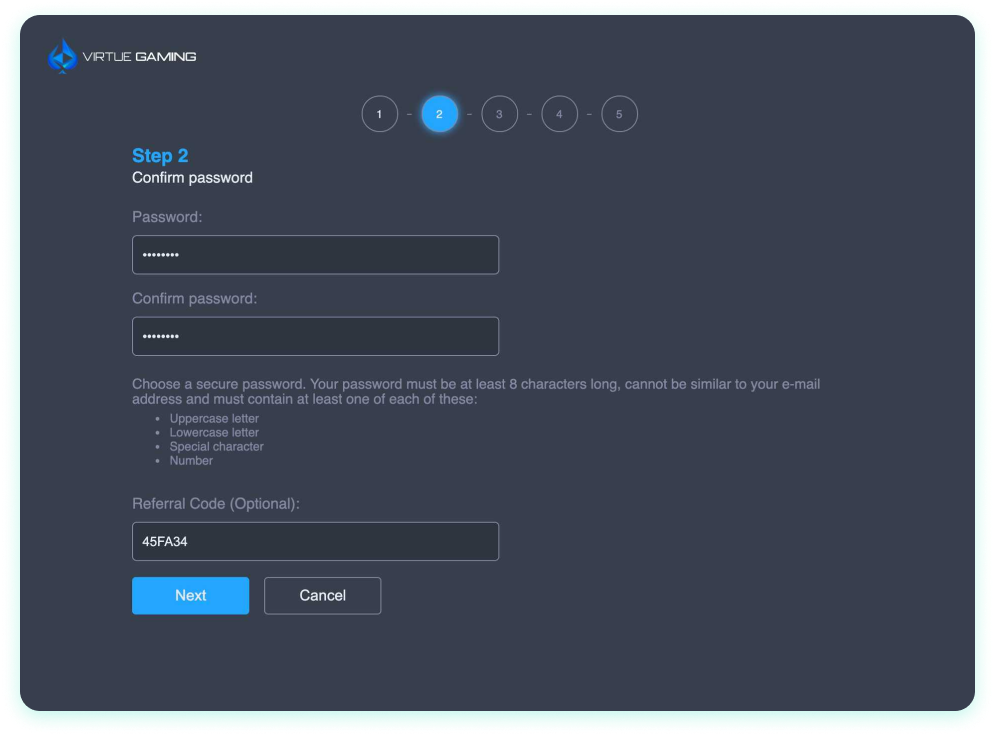 VIRTUE GAMING
1 - 2 - 3 - 4 - 5
Step 2
Confirm password
Password:
••••••••
Confirm password:
••••••••
Choose a secure password. Your password must be at least 8 characters long, cannot be similar to your e-mail
address and must contain at least one of each of these:
• Uppercase letter
• Lowercase letter
• Special character
• Number
Referral Code (Optional):
45FA34
Next Cancel